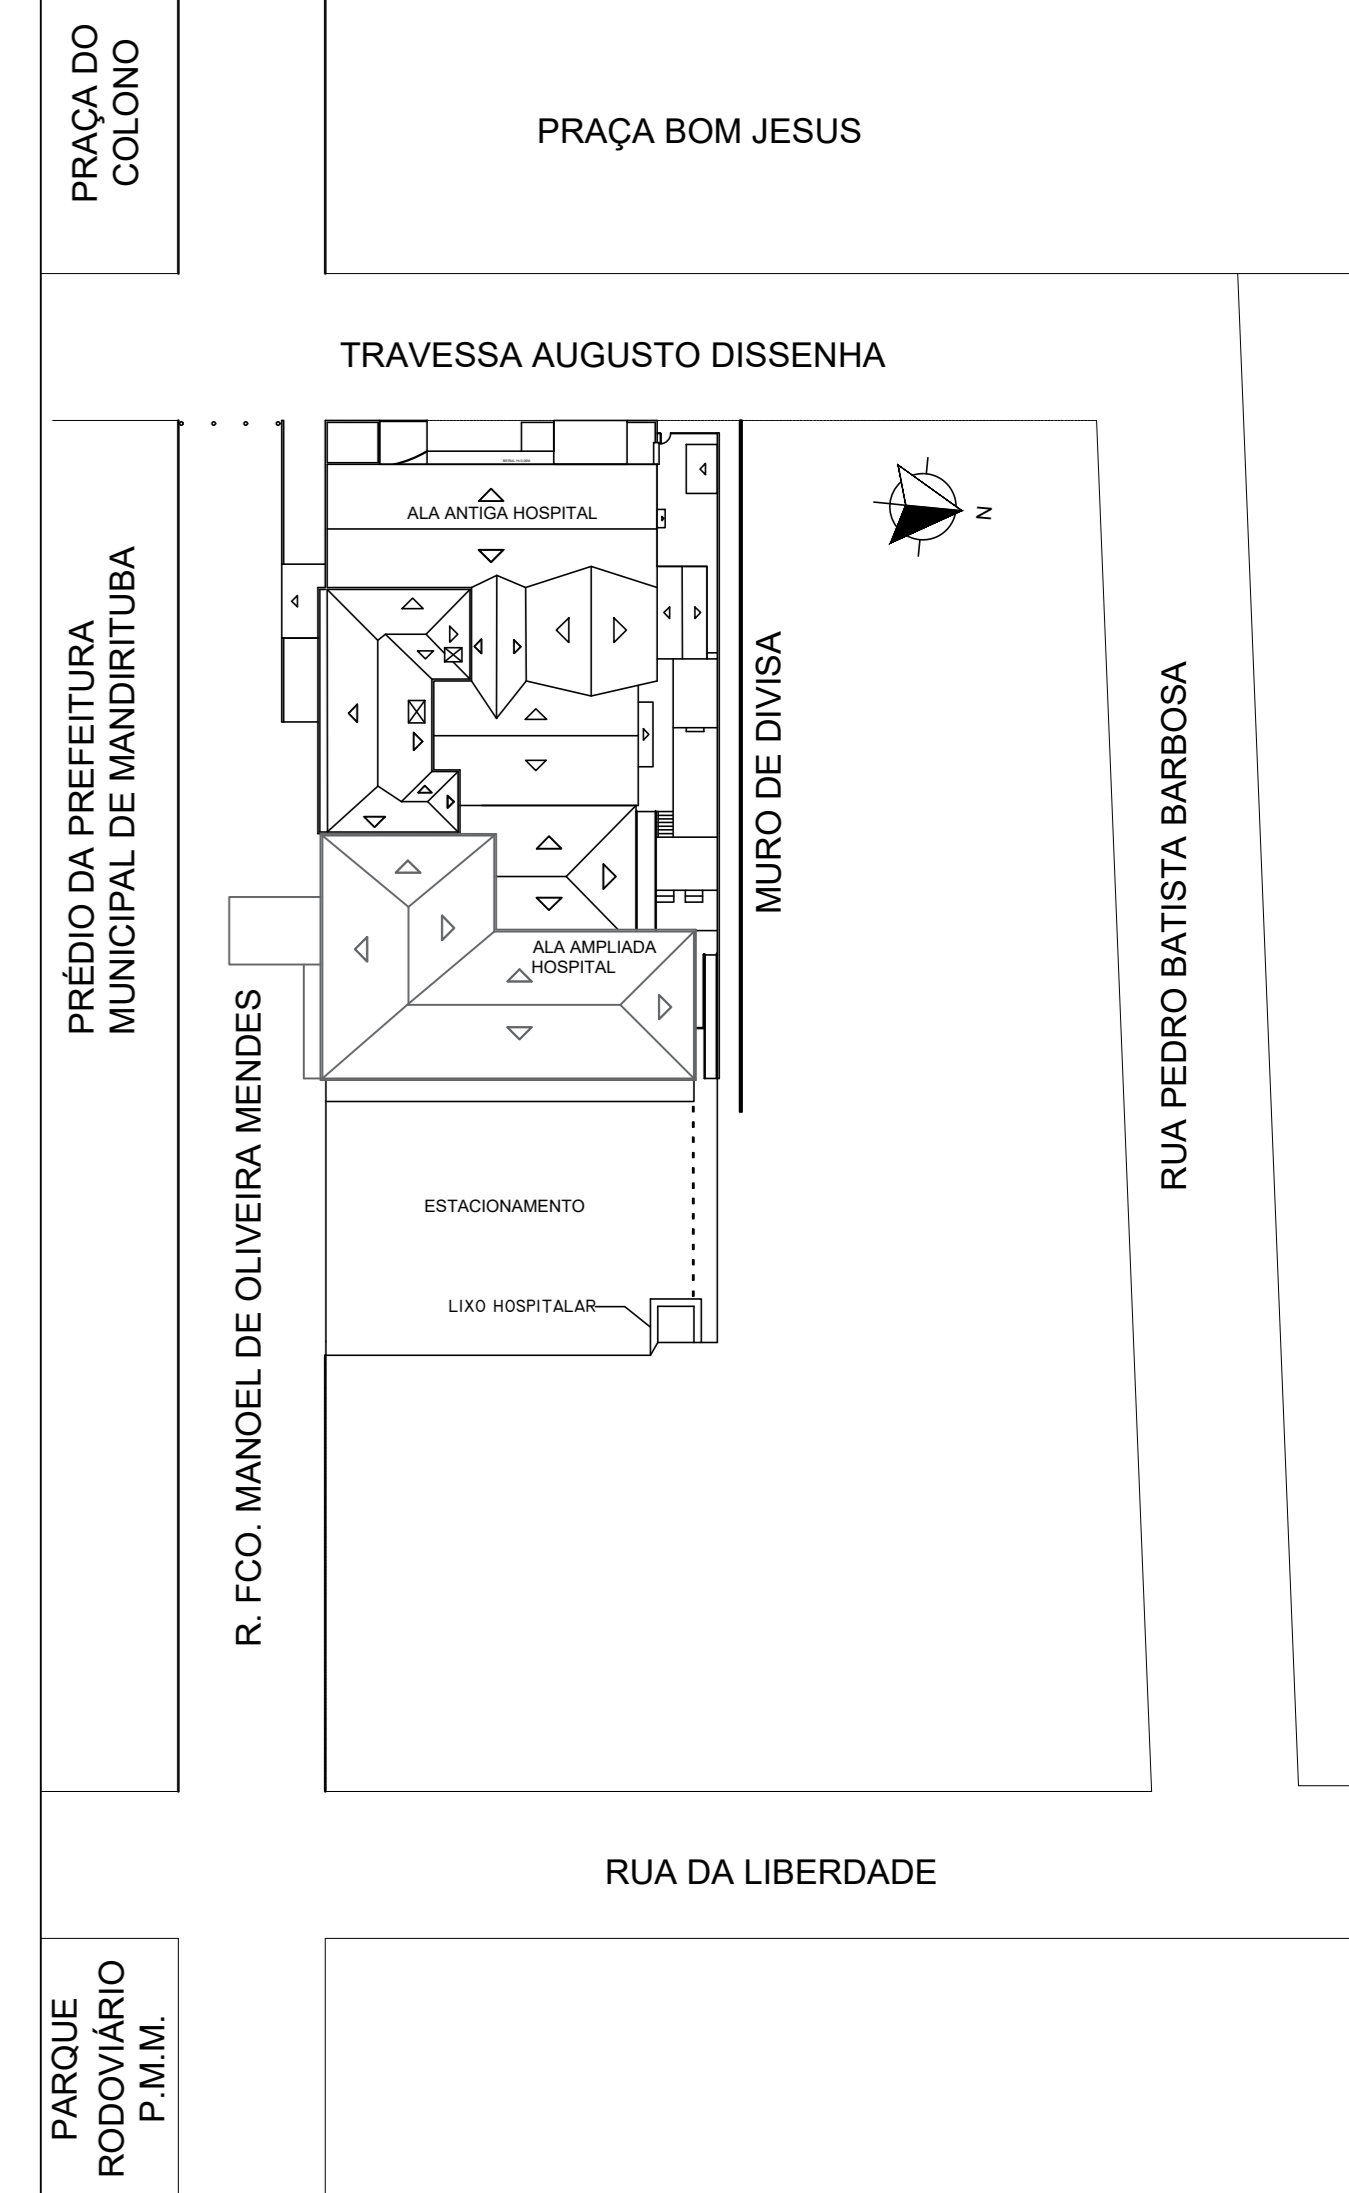 PRAÇA DO
COLONO
PRAÇA BOM JESUS
TRAVESSA AUGUSTO DISSENHA
ALA ANTIGA HOSPITAL
N
PRÉDIO DA PREFEITURA
MUNICIPAL DE MANDIRITUBA
MURO DE DIVISA
RUA PEDRO BATISTA BARBOSA
ALA AMPLIADA
HOSPITAL
R. FCO. MANOEL DE OLIVEIRA MENDES
ESTACIONAMENTO
LIXO HOSPITALAR
RUA DA LIBERDADE
PARQUE
RODOVIÁRIO
P.M.M.